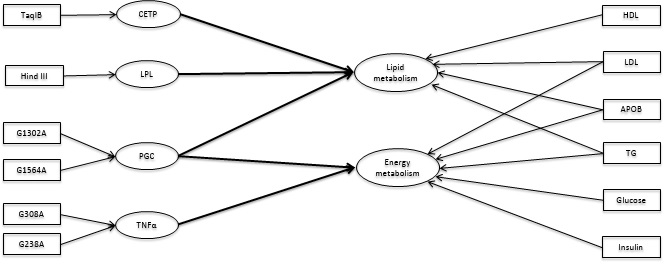 TaqIB
CETP
HDL
Hind III
LPL
Lipid
metabolism
LDL
APOB
G1302A
G1564A
PGC
Energy
metabolism
TG
Glucose
G308A
G238A
TNFα
Insulin